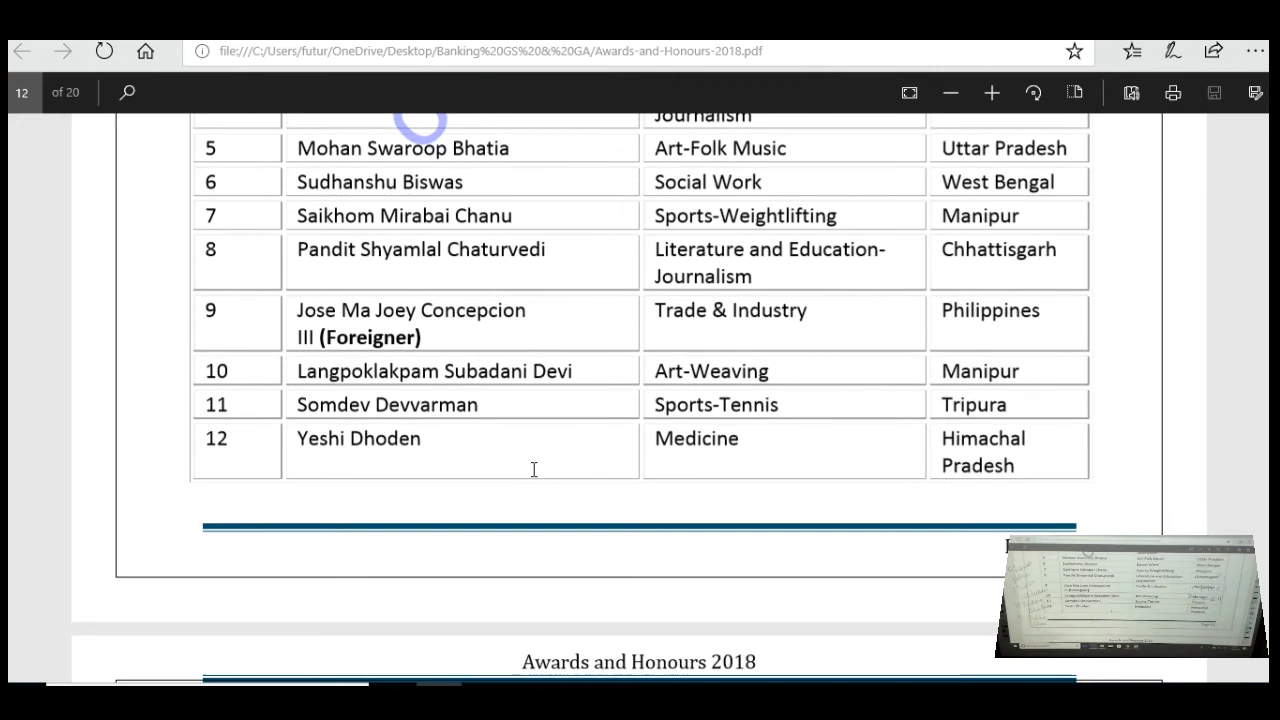 file:///C:/Users/futur/OneDrive/Desktop/Banking%20GS%20&%20GA/Awards-and-Honours-2018.pdf
12 of 20
Journalism
5 Mohan Swaroop Bhatia Art-Folk Music Uttar Pradesh
6 Sudhanshu Biswas Social Work West Bengal
7 Saikhom Mirabai Chanu Sports-Weightlifting Manipur
8 Pandit Shyamlal Chaturvedi Literature and Education- Chhattisgarh
Journalism
9 Jose Ma Joey Concepcion Trade & Industry Philippines
III (Foreigner)
10 Langpoklakpam Subadani Devi Art-Weaving Manipur
11 Somdev Devvarman Sports-Tennis Tripura
12 Yeshi Dhoden Medicine Himachal
Pradesh
Awards and Honours 2018